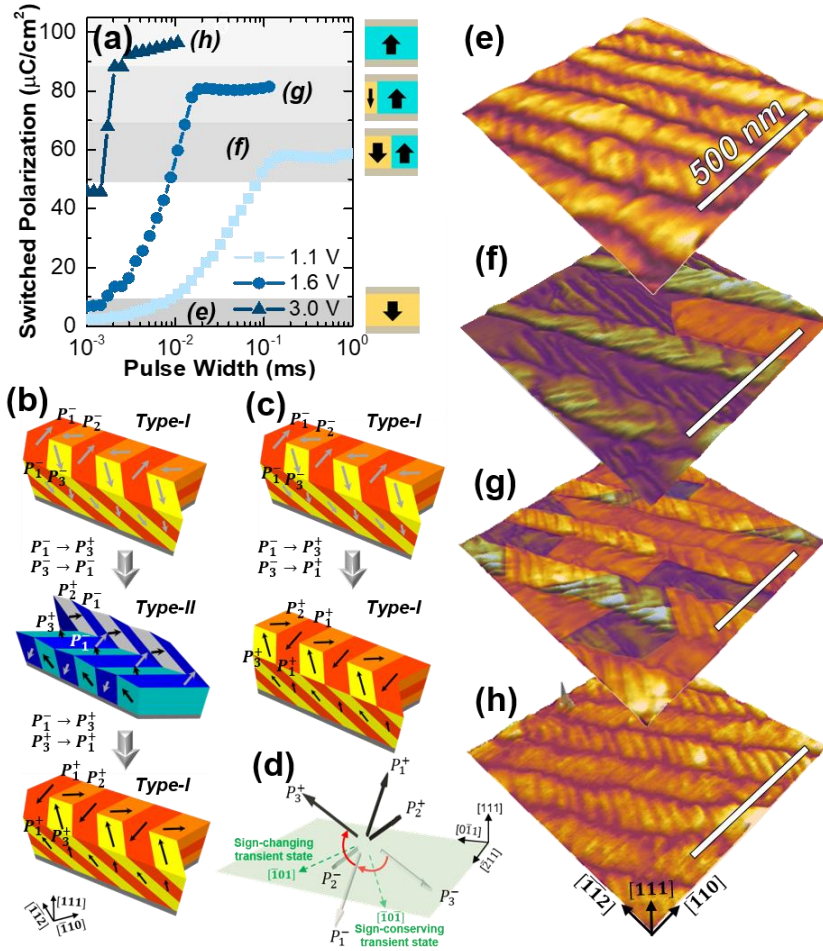 (a)
Switched Polarization (μC/cm²)
100
80
60
40
20
0
(h)
(g)
(f)
(e)
1.1 V
1.6 V
3.0 V
10⁻³
10⁻²
10⁻¹
10⁰
Pulse Width (ms)
(b)
Type-I
P₁⁻
P₂⁻
P₁⁻
P₃⁻
P₁⁻ → P₃⁺
P₃⁻ → P₁⁻
Type-II
P₂⁺
P₁⁻
P₃⁺
P₁⁻
P₁⁻ → P₃⁺
P₃⁺ → P₁⁺
Type-I
P₁⁺
P₂⁺
P₁⁺
P₃⁺
[111]
[1̄1̄2]
[1̄10]
(c)
Type-I
P₁⁻
P₂⁻
P₁⁻
P₃⁻
P₁⁻ → P₃⁺
P₃⁻ → P₁⁺
Type-I
P₂⁺
P₁⁺
P₃⁺
P₁⁺
(d)
P₁⁺
P₃⁺
P₂⁺
[111]
[01̄1]
[2̄11]
Sign-changing
transient state
[1̄01]
P₂⁻
P₃⁻
P₁⁻
[1̄01̄]
Sign-conserving
transient state
(e)
500 nm
(f)
(g)
(h)
[1̄1̄2]
[111]
[1̄10]